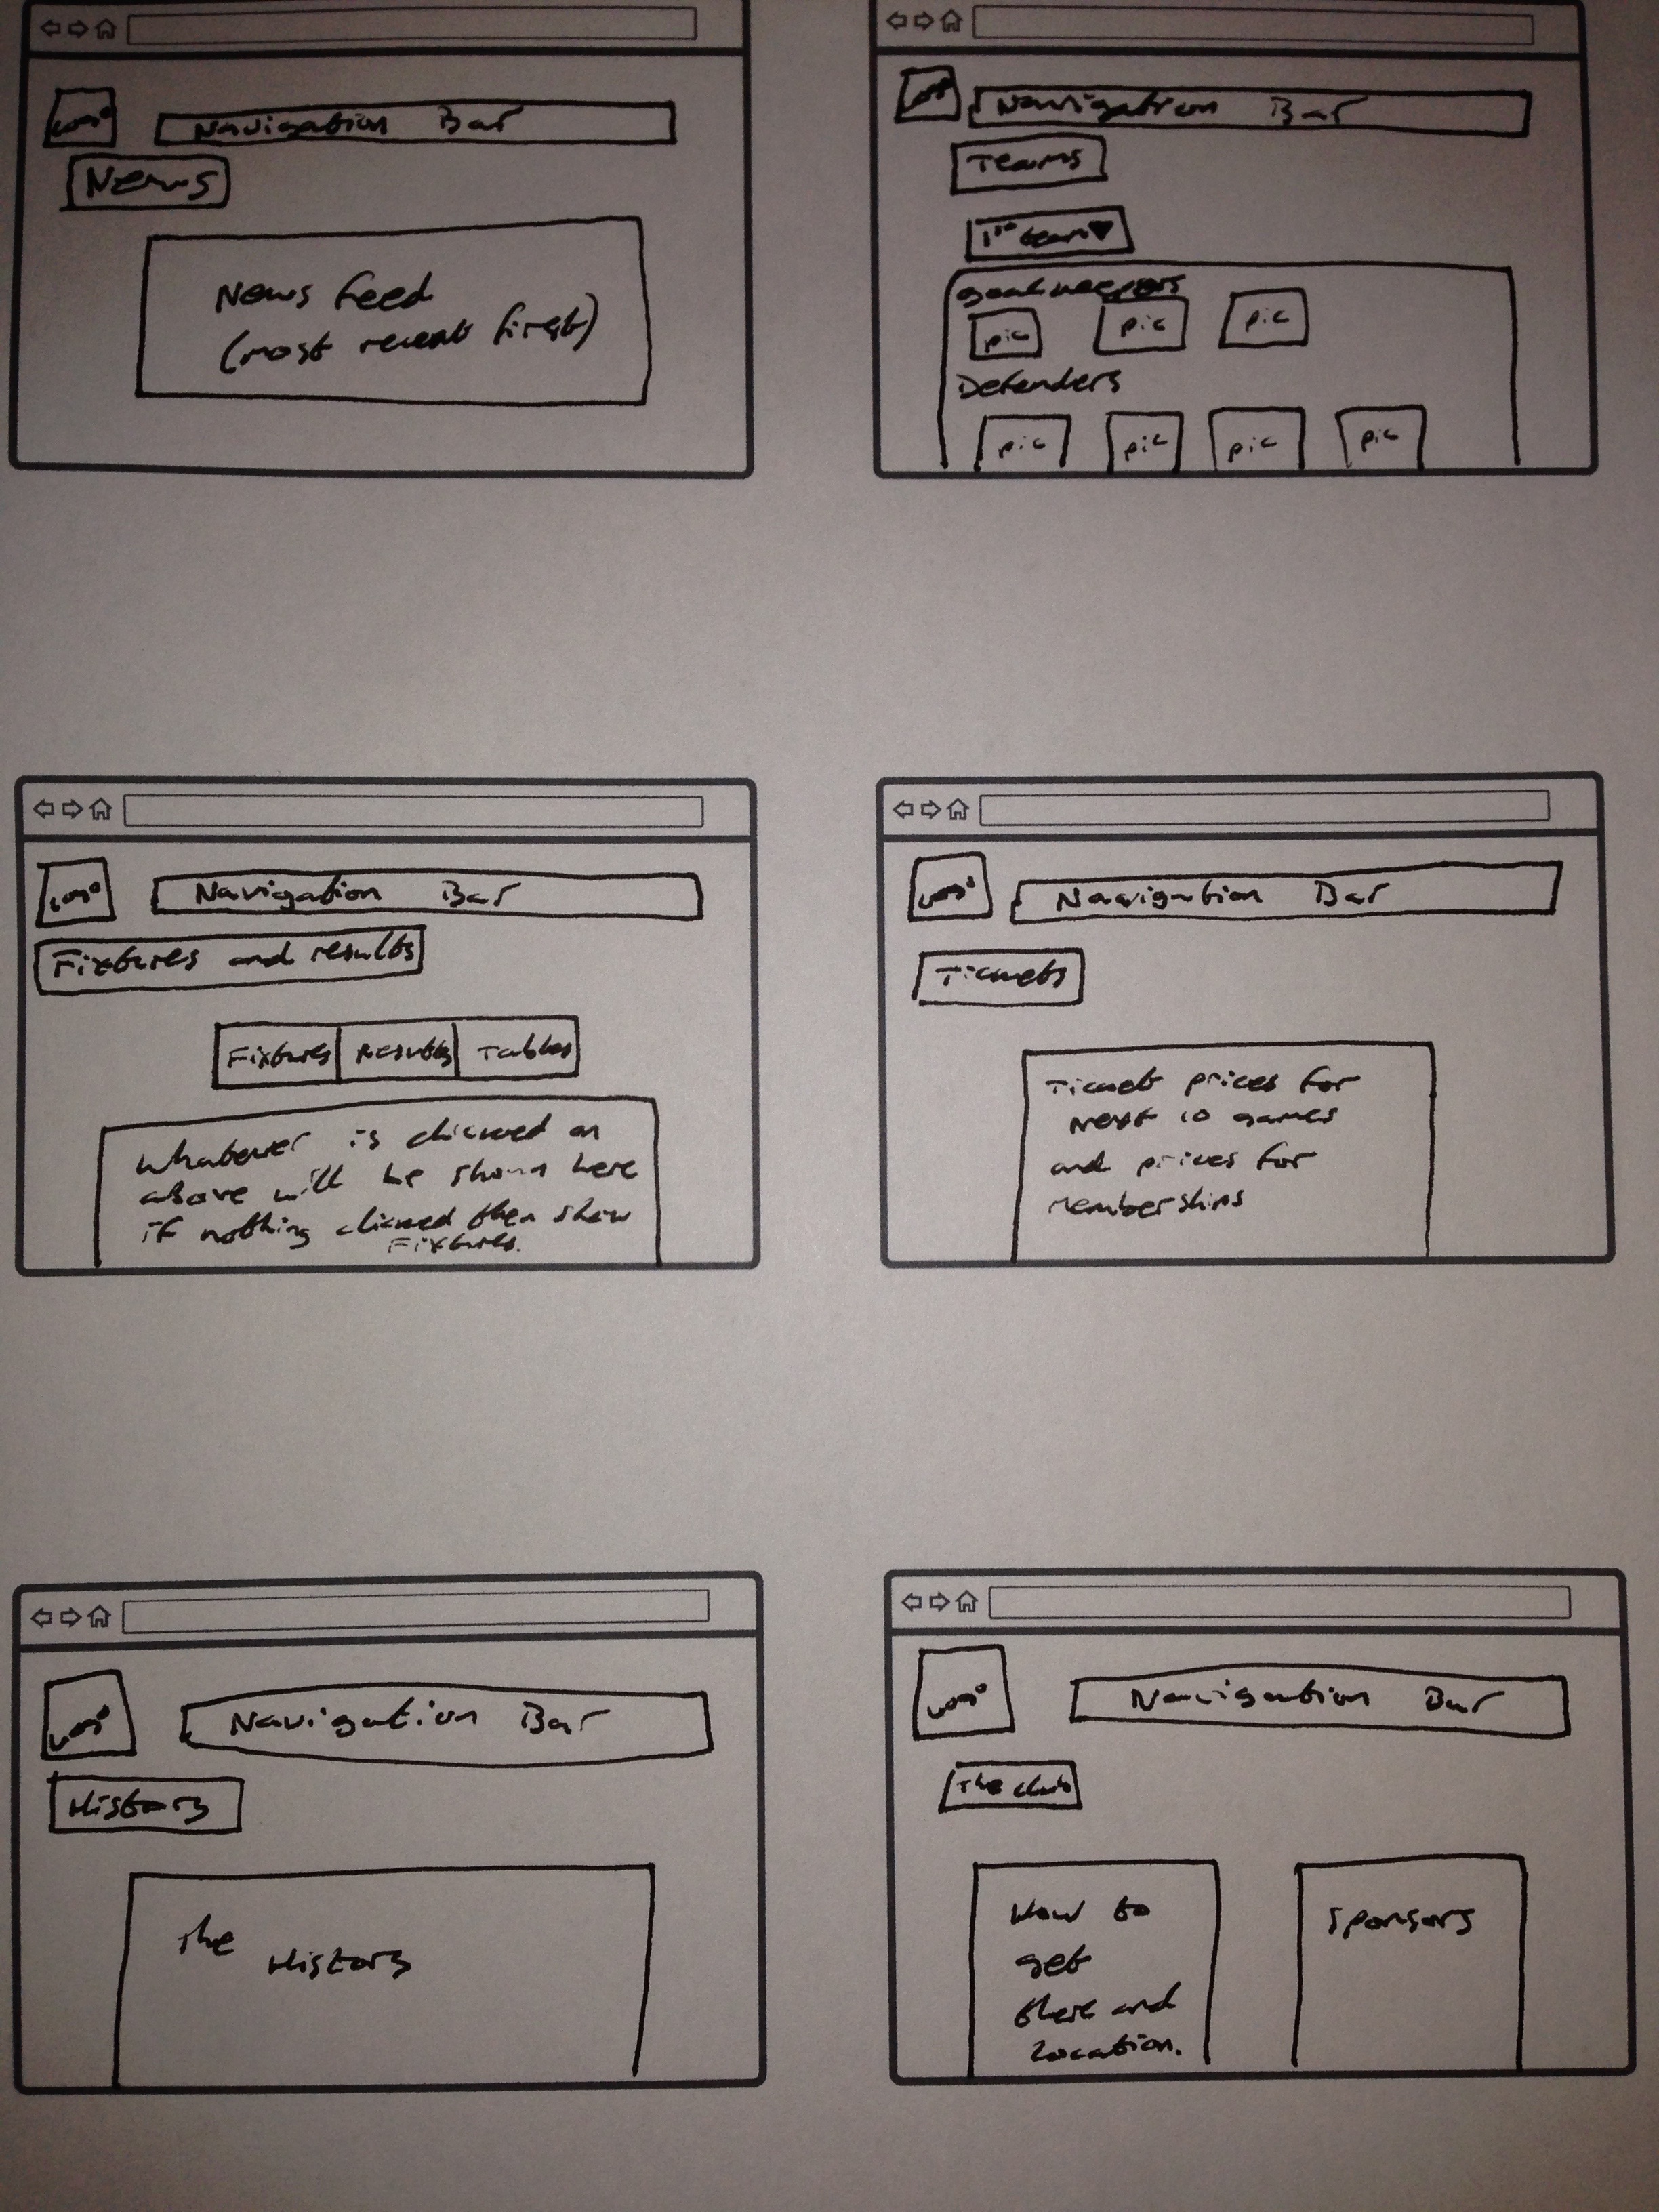 Logo Navigation Bar
News
News feed
(most recent first)
Logo Navigation Bar
Teams
1st team
Goalkeepers
pic pic pic
Defenders
pic pic pic pic
Logo Navigation Bar
Fixtures and results
Fixtures Results Tables
Whatever is clicked on
above will be shown here
if nothing clicked then show
Fixtures.
Logo Navigation Bar
Tickets
Ticket prices for
next 10 games
and prices for
memberships
Logo Navigation Bar
History
The
History
Logo Navigation Bar
The club
How to
get
there and
location.
Sponsors